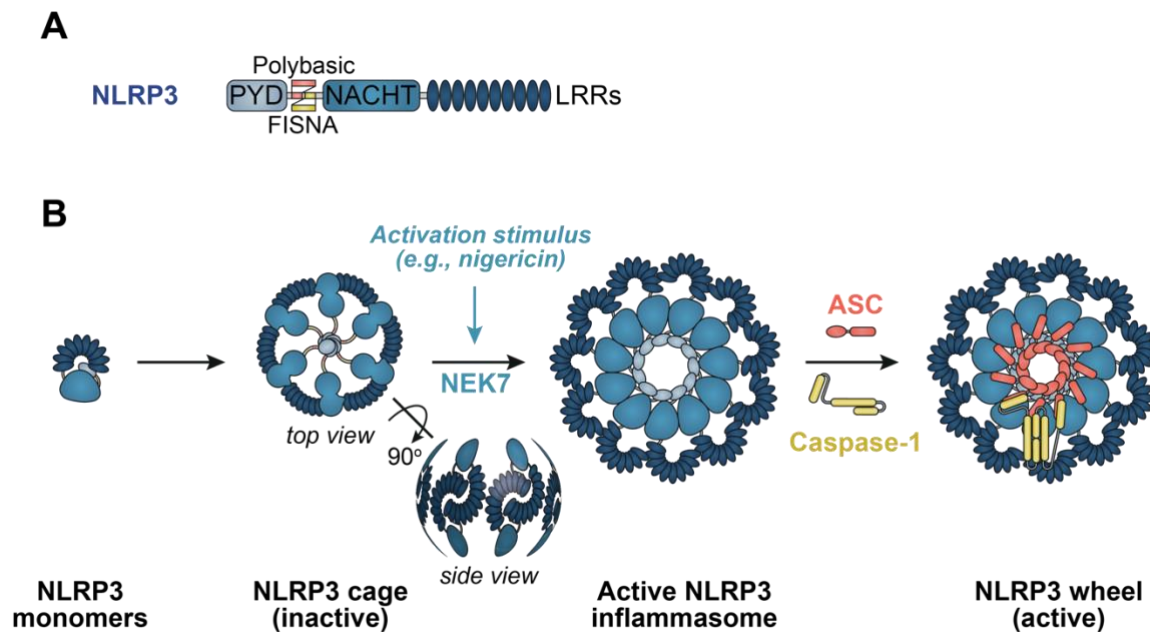 A
Polybasic
NLRP3 PYD NACHT LRRs
FISNA
B
Activation stimulus
(e.g., nigericin)
NEK7
ASC
Caspase-1
top view
90º
side view
NLRP3
monomers
NLRP3 cage
(inactive)
Active NLRP3
inflammasome
NLRP3 wheel
(active)